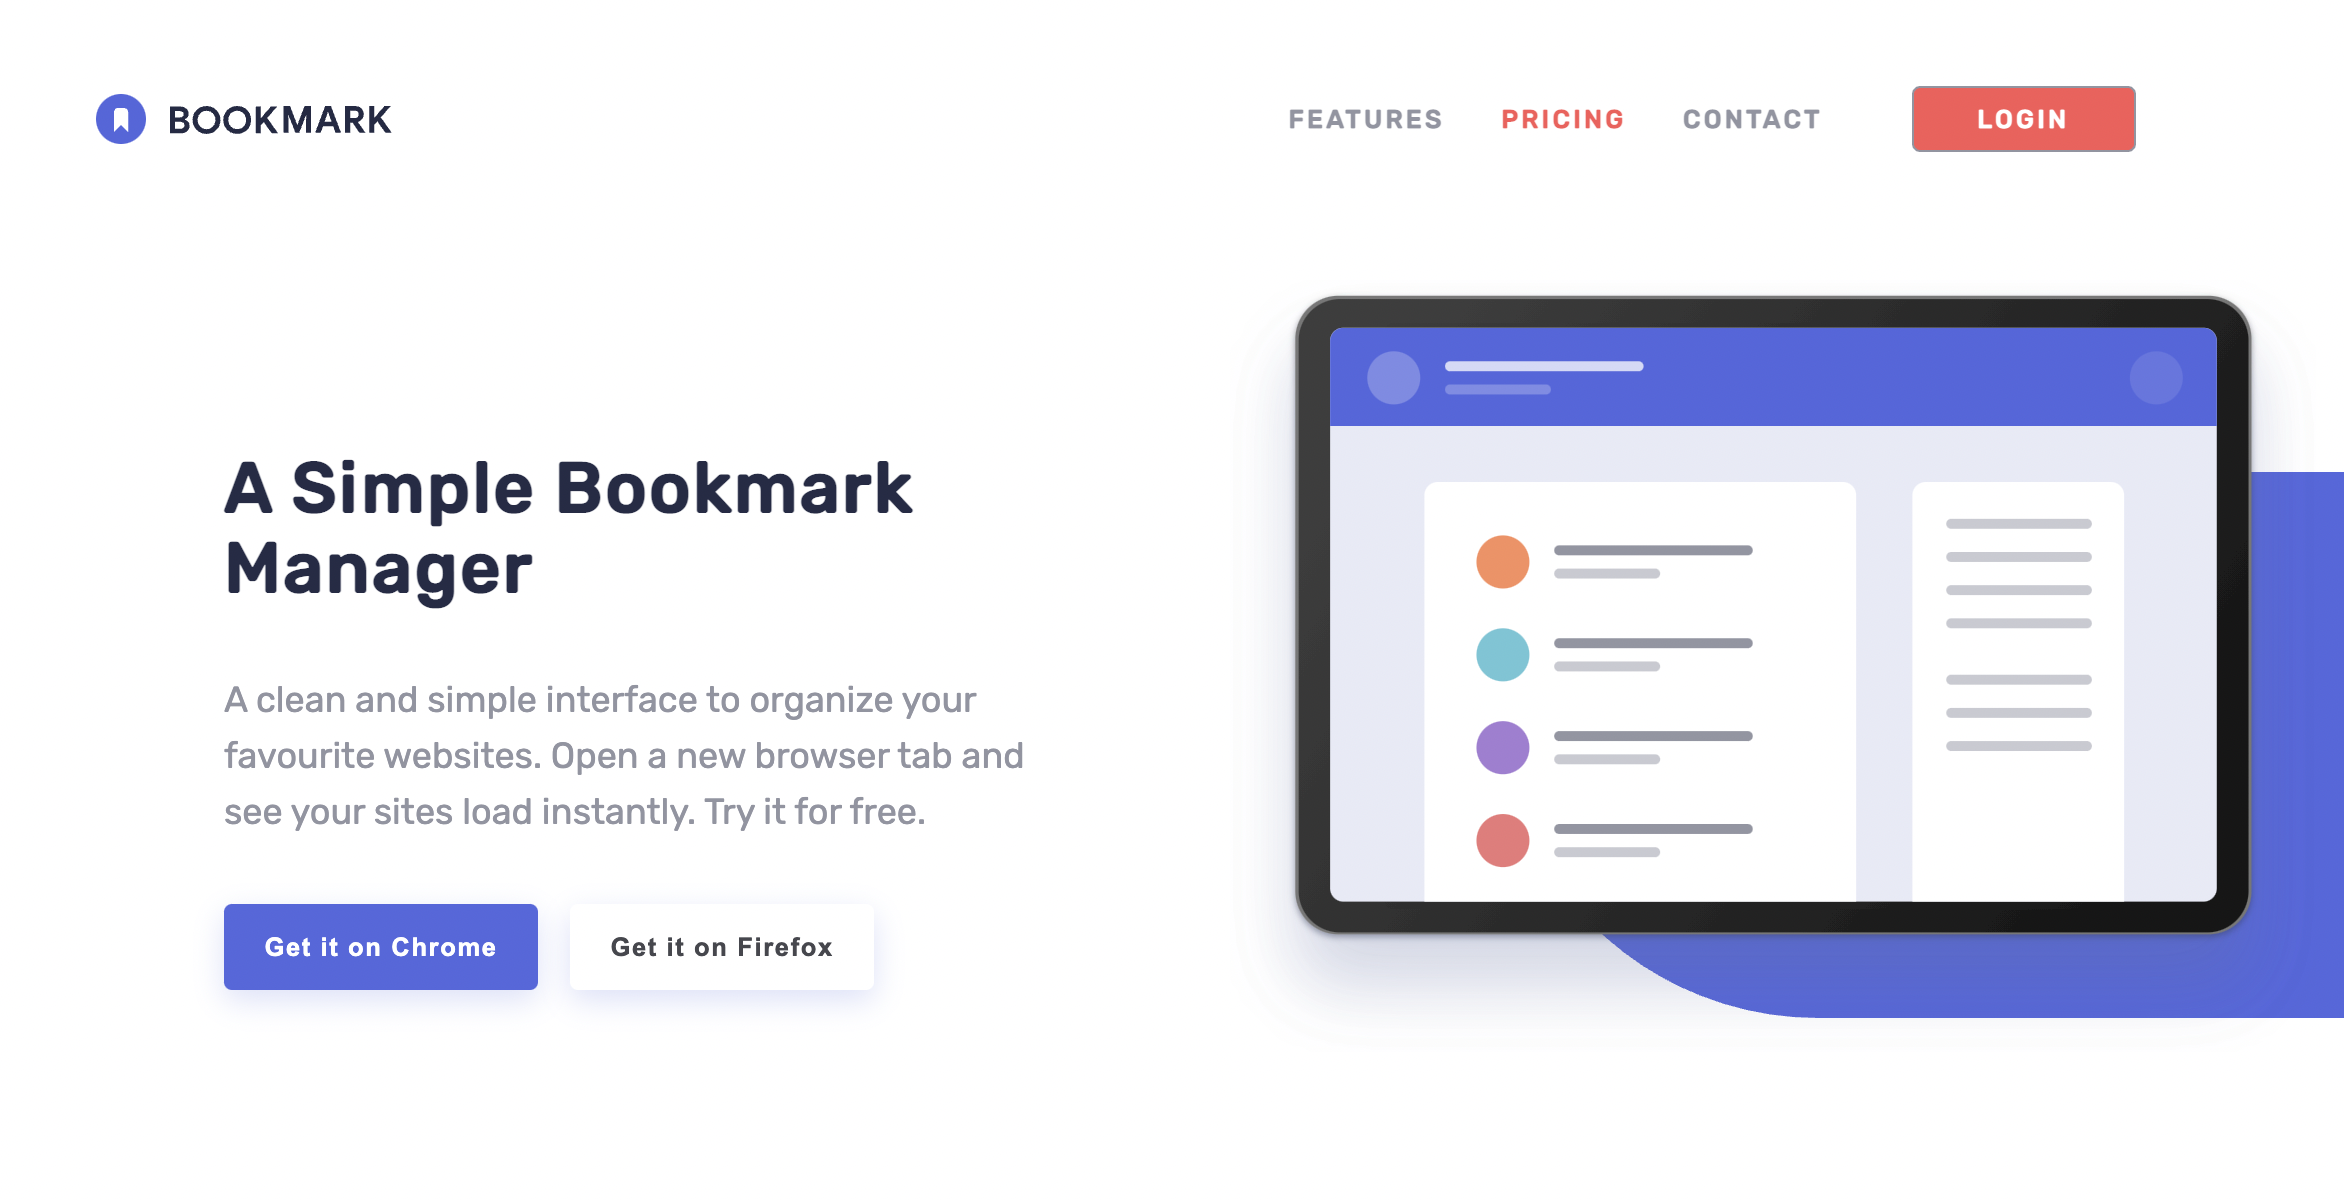 BOOKMARK
FEATURES PRICING CONTACT LOGIN
A Simple Bookmark
Manager
A clean and simple interface to organize your
favourite websites. Open a new browser tab and
see your sites load instantly. Try it for free.
Get it on Chrome Get it on Firefox